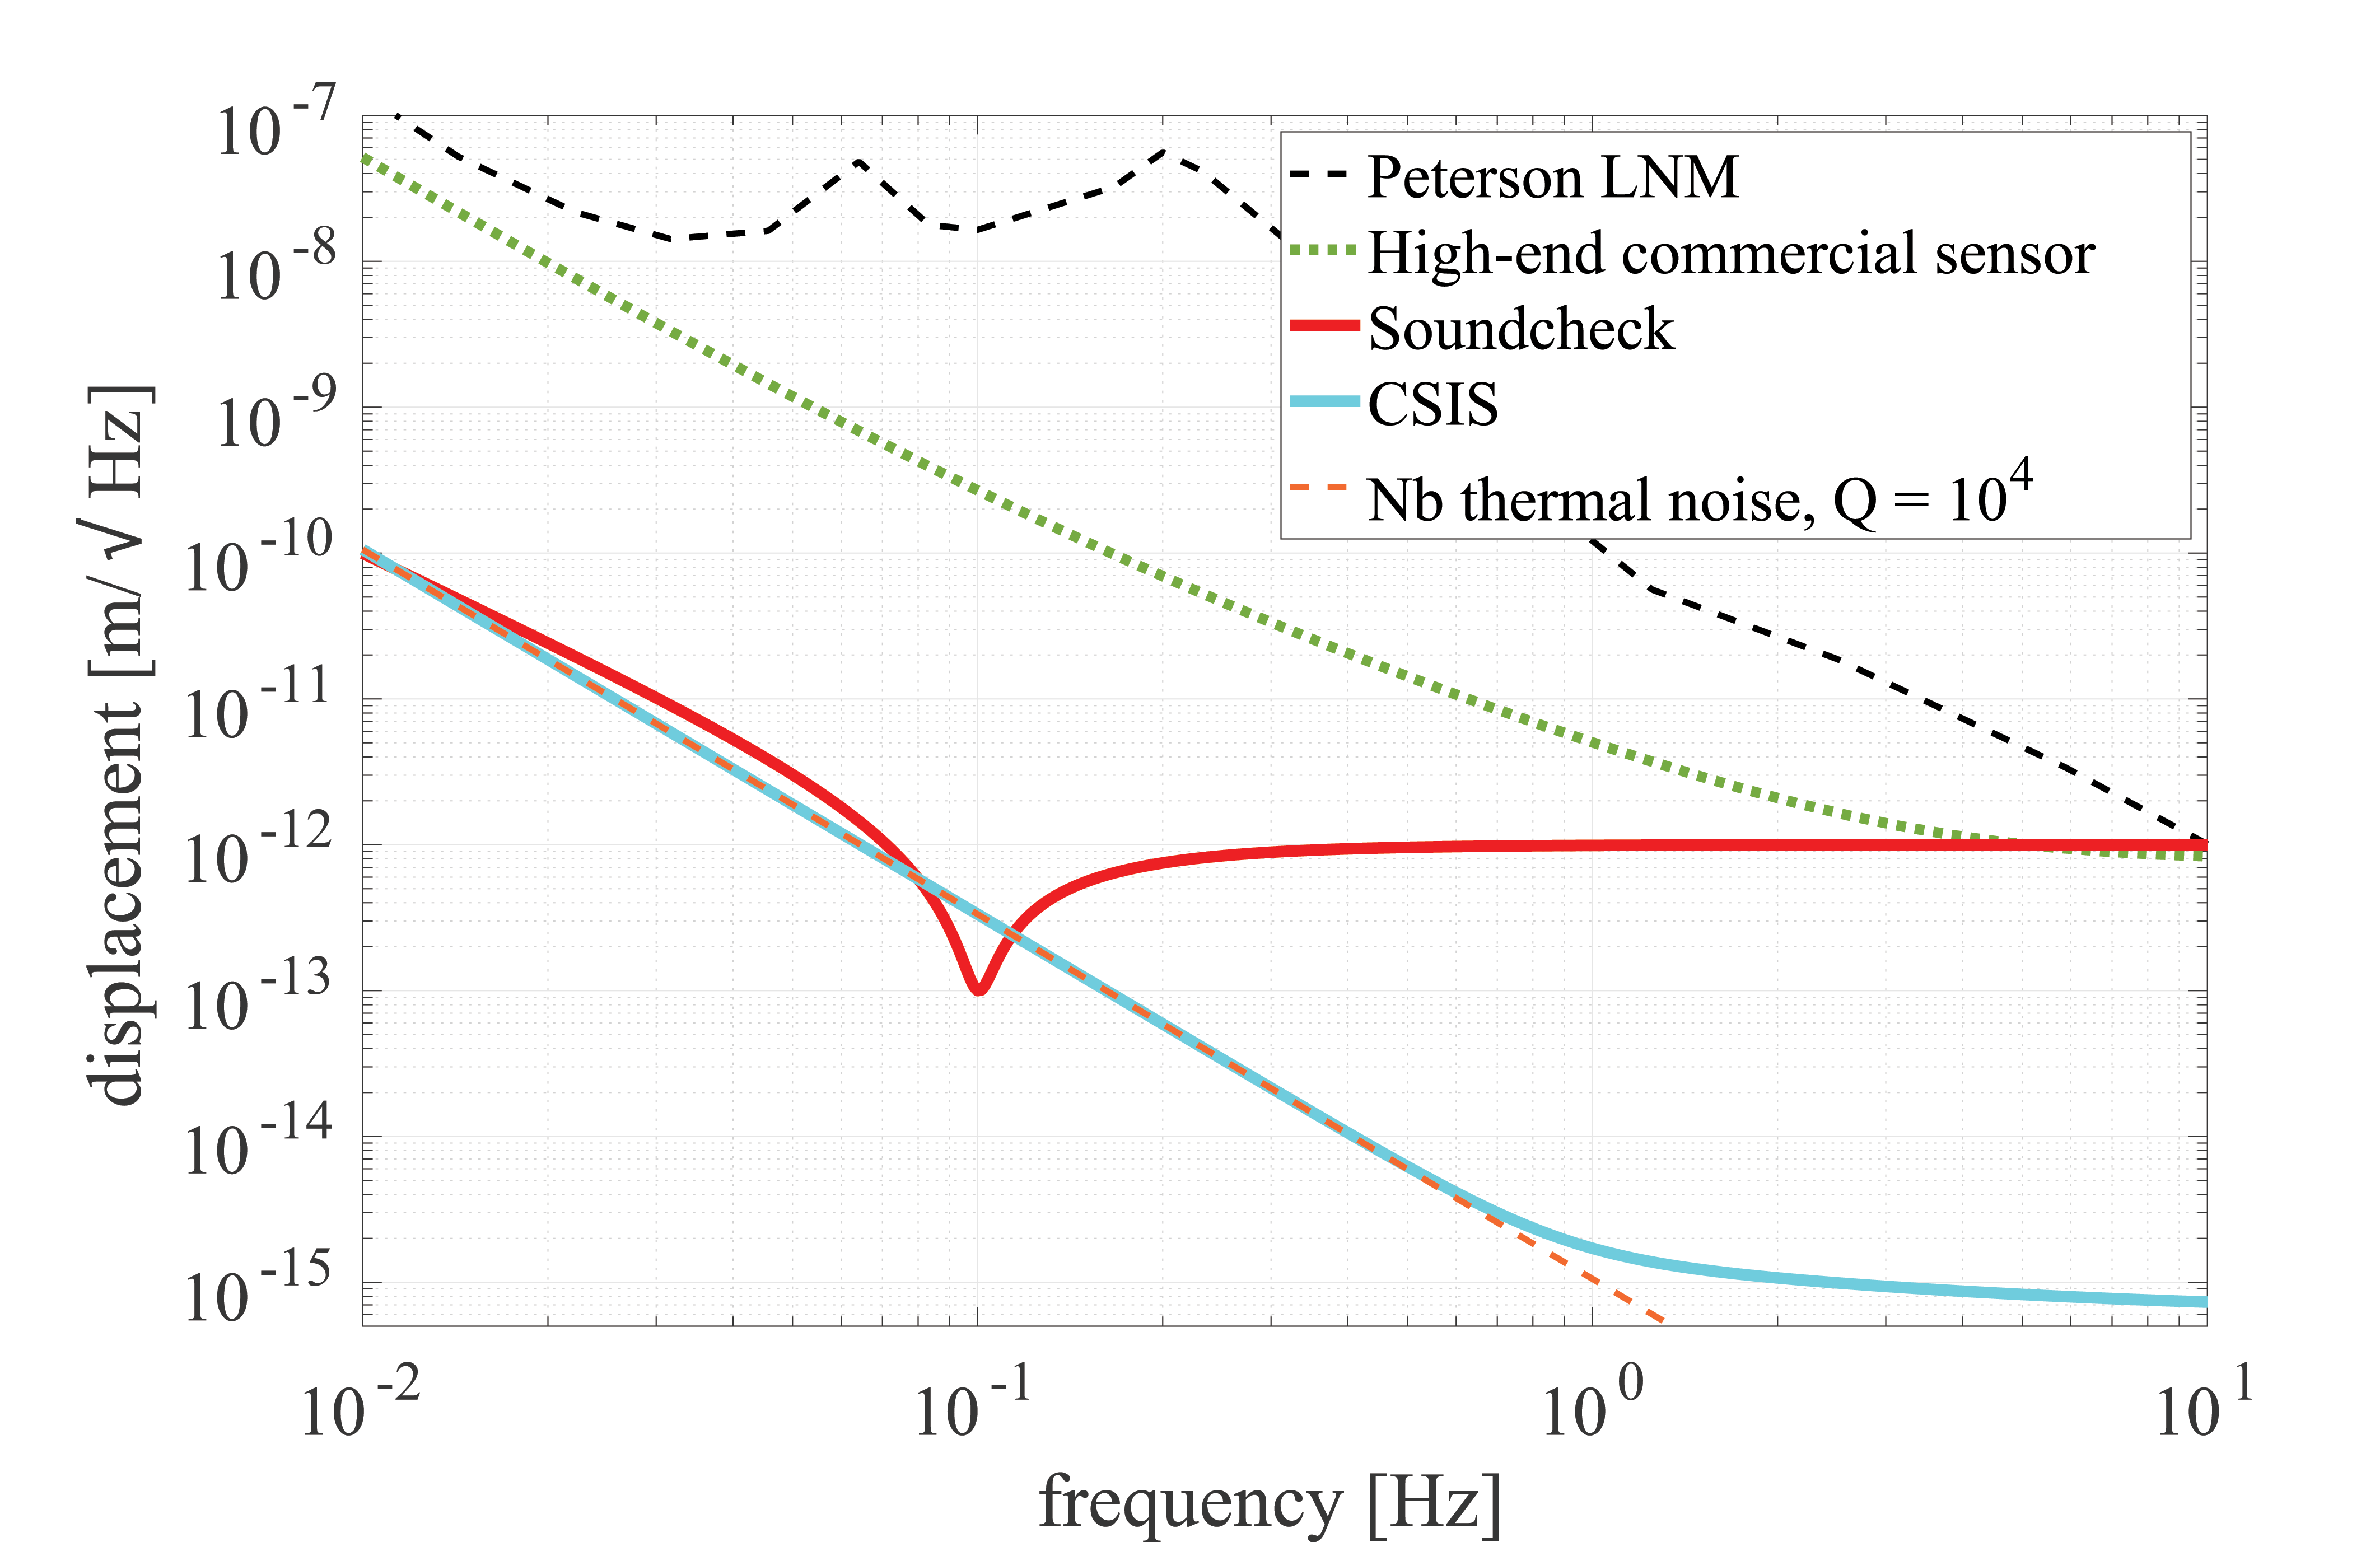 displacement [m/√Hz]
10^-7
10^-8
10^-9
10^-10
10^-11
10^-12
10^-13
10^-14
10^-15
Peterson LNM
High-end commercial sensor
Soundcheck
CSIS
Nb thermal noise, Q = 10^4
10^-2
10^-1
10^0
10^1
frequency [Hz]